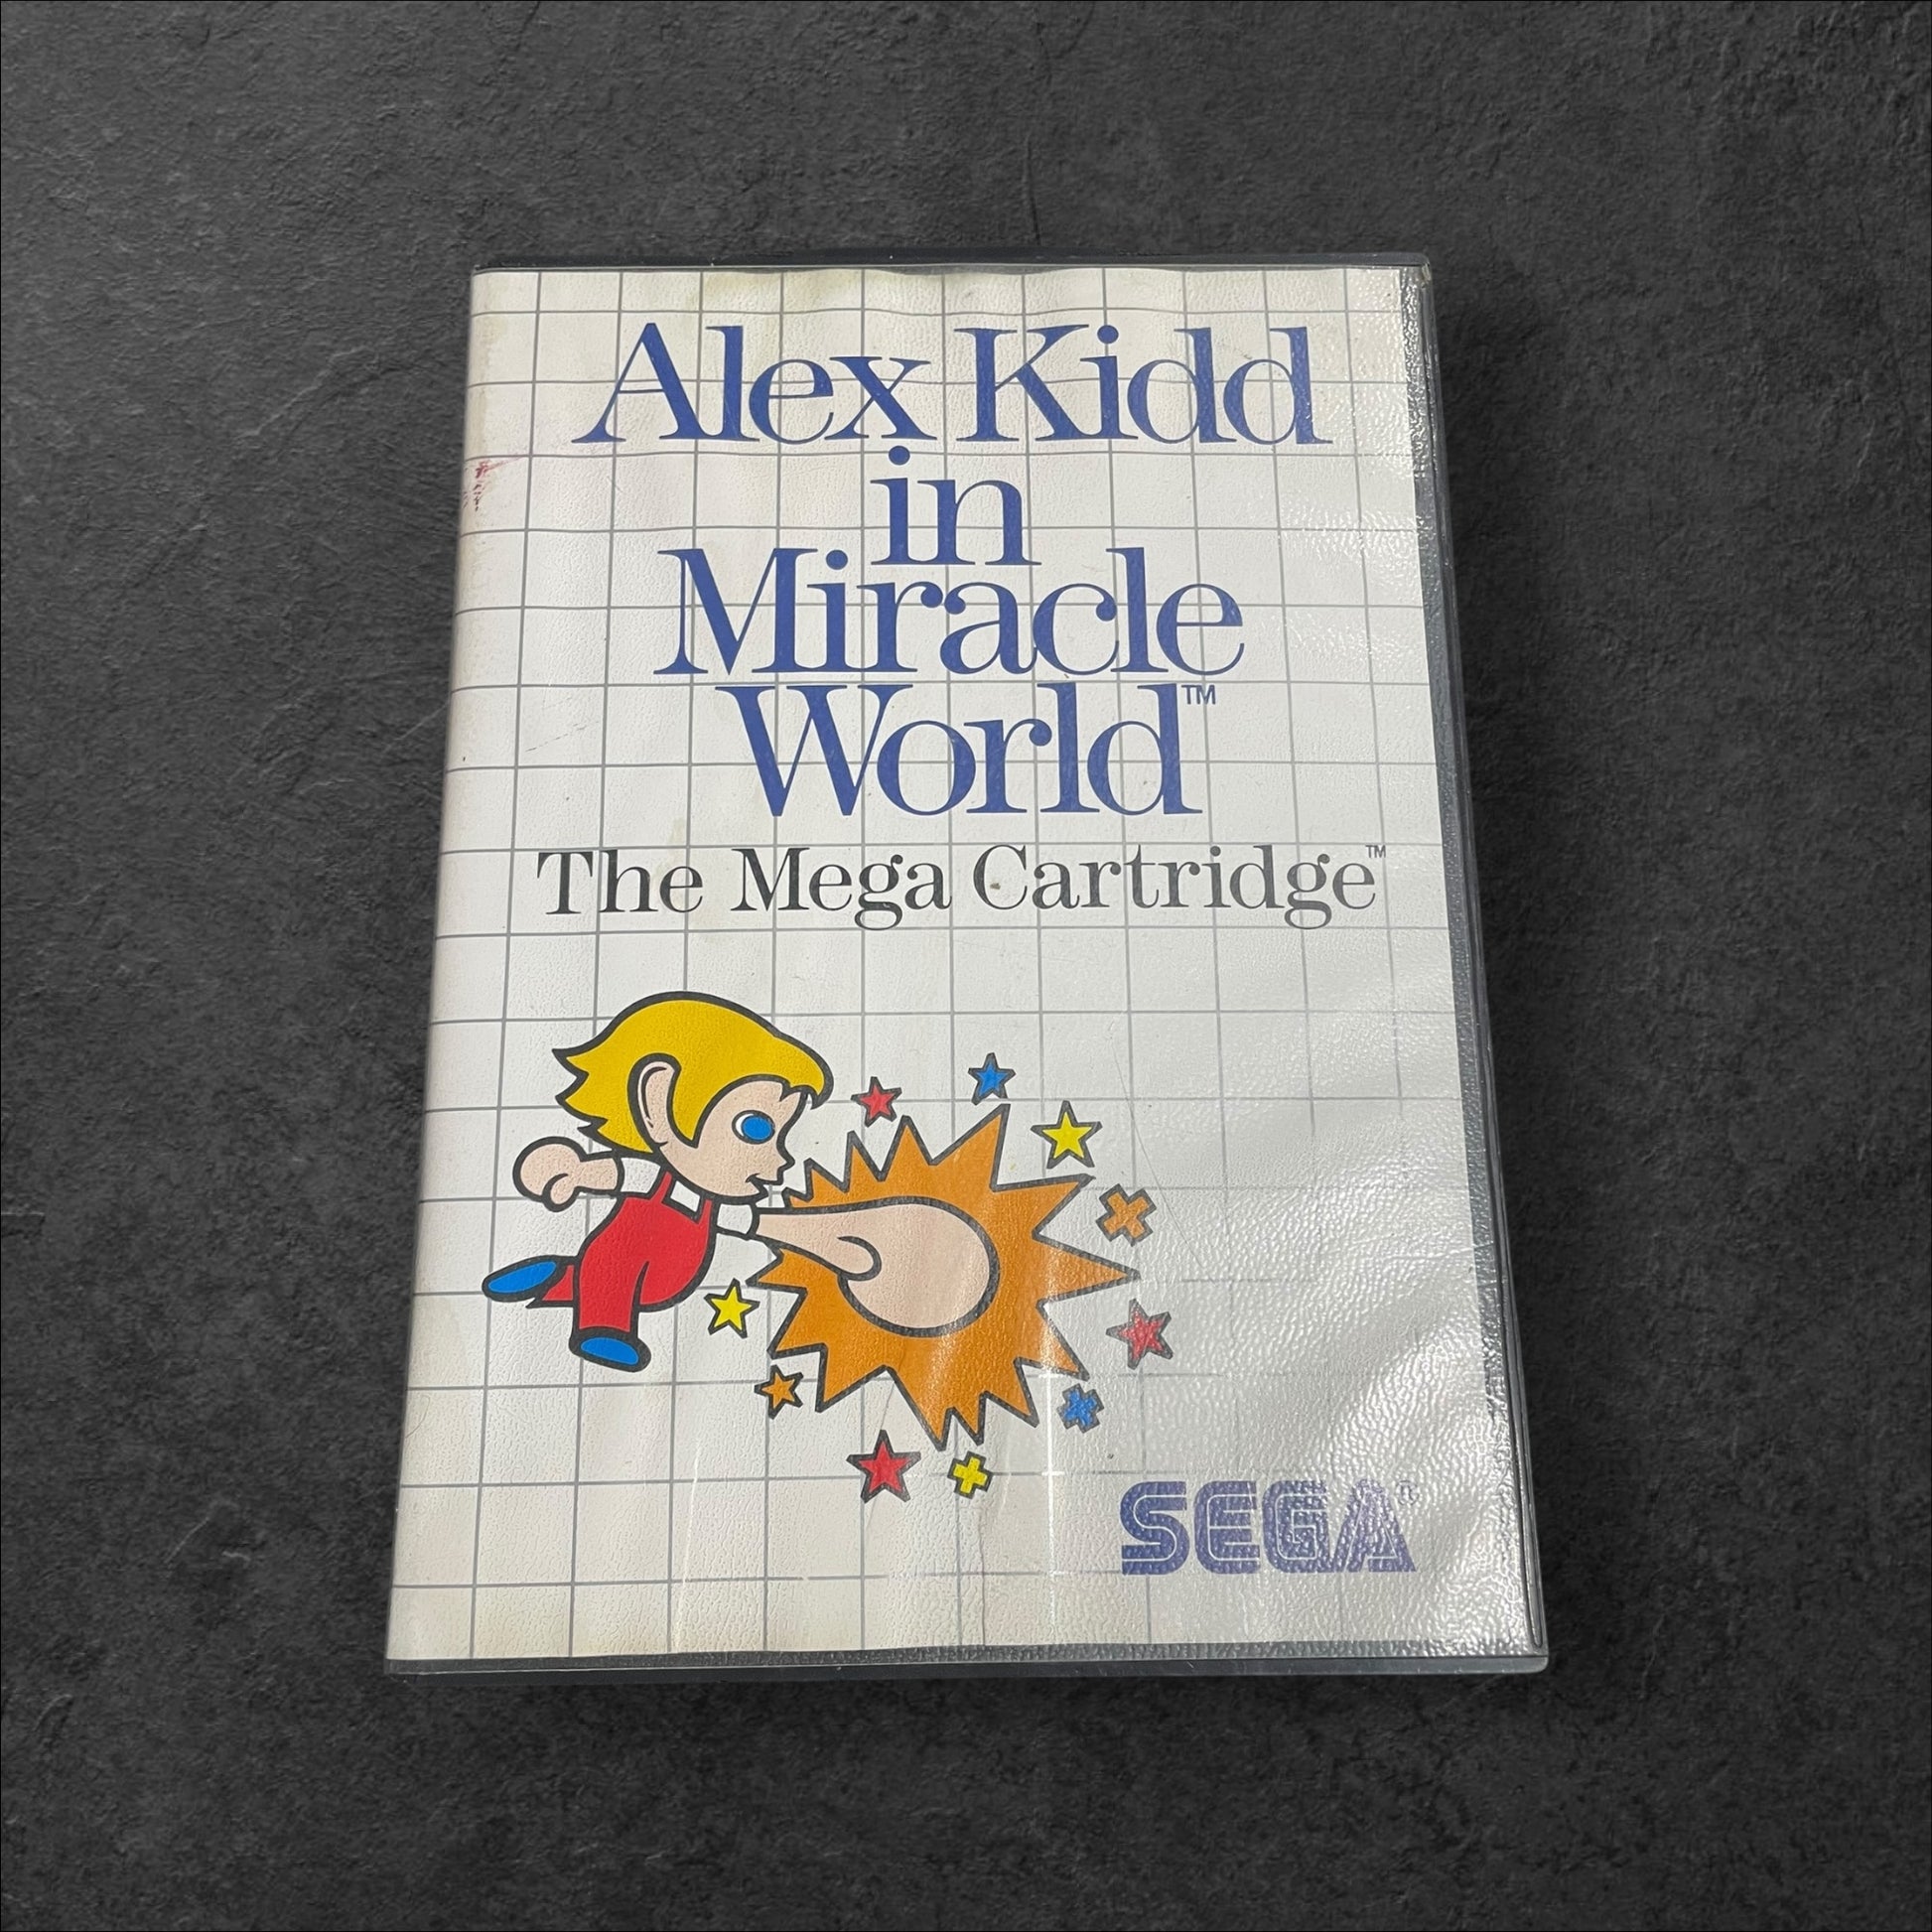 Alex Kidd
in
Miracle
World™
The Mega Cartridge™
SEGA®